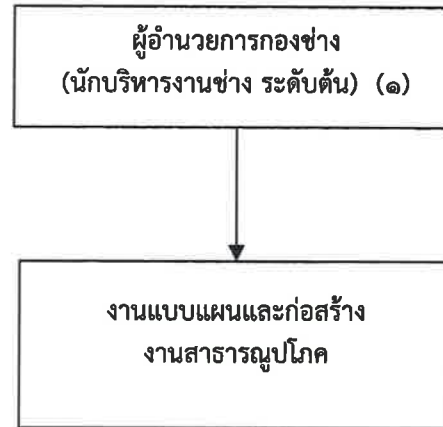 ผู้อำนวยการกองช่าง
(นักบริหารงานช่าง ระดับต้น) (๑)
งานแบบแผนและก่อสร้าง
งานสาธารณูปโภค